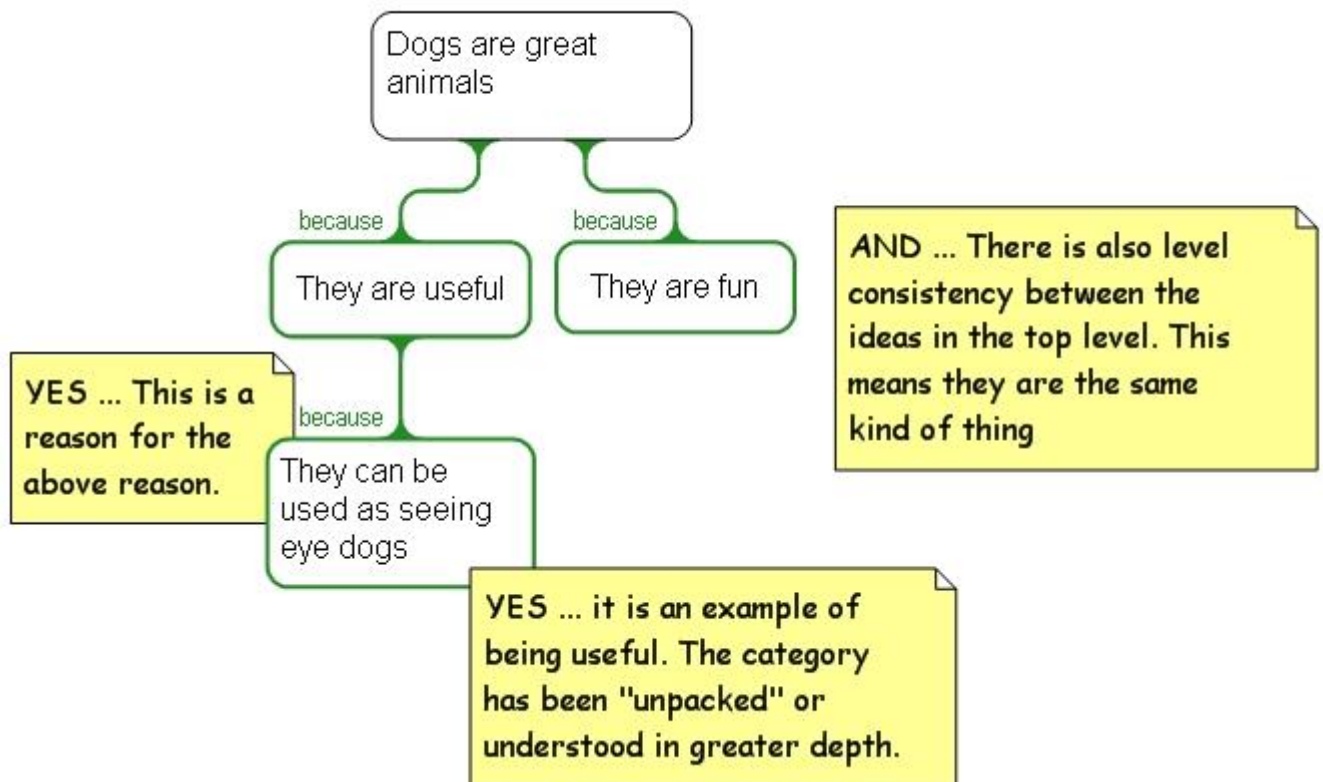 Dogs are great
animals
because
because
They are useful
They are fun
AND ... There is also level
consistency between the
ideas in the top level. This
means they are the same
kind of thing
YES ... This is a
reason for the
above reason.
because
They can be
used as seeing
eye dogs
YES ... it is an example of
being useful. The category
has been "unpacked" or
understood in greater depth.